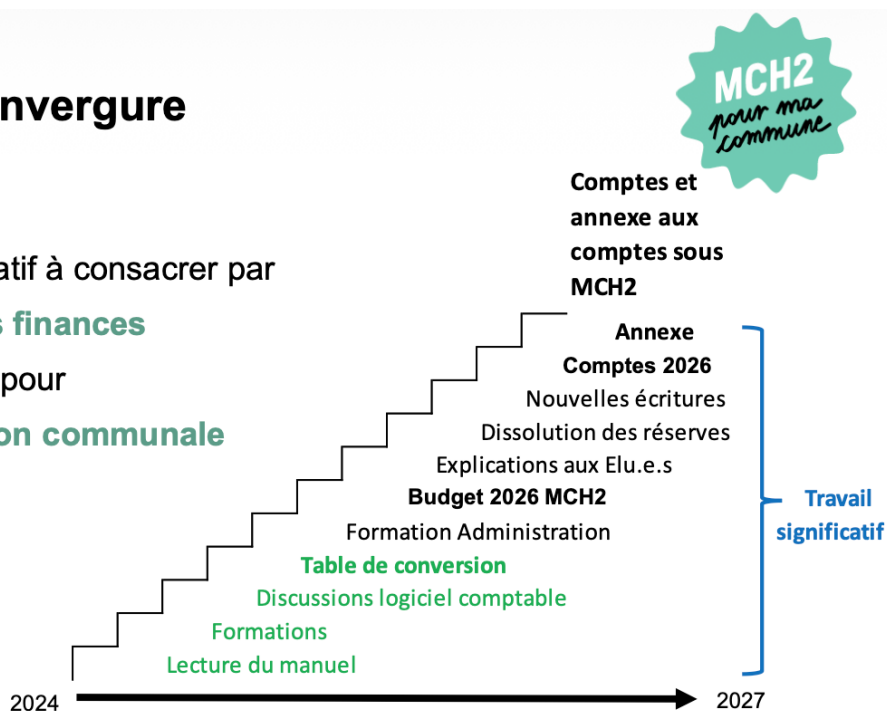 nvergure
MCH2
pour ma
commune
Comptes et
annexe aux
comptes sous
MCH2
atif à consacrer par
s finances
pour
on communale
Annexe
Comptes 2026
Nouvelles écritures
Dissolution des réserves
Explications aux Elu.e.s
Budget 2026 MCH2
Formation Administration
Table de conversion
Discussions logiciel comptable
Formations
Lecture du manuel
Travail
significatif
2024
2027